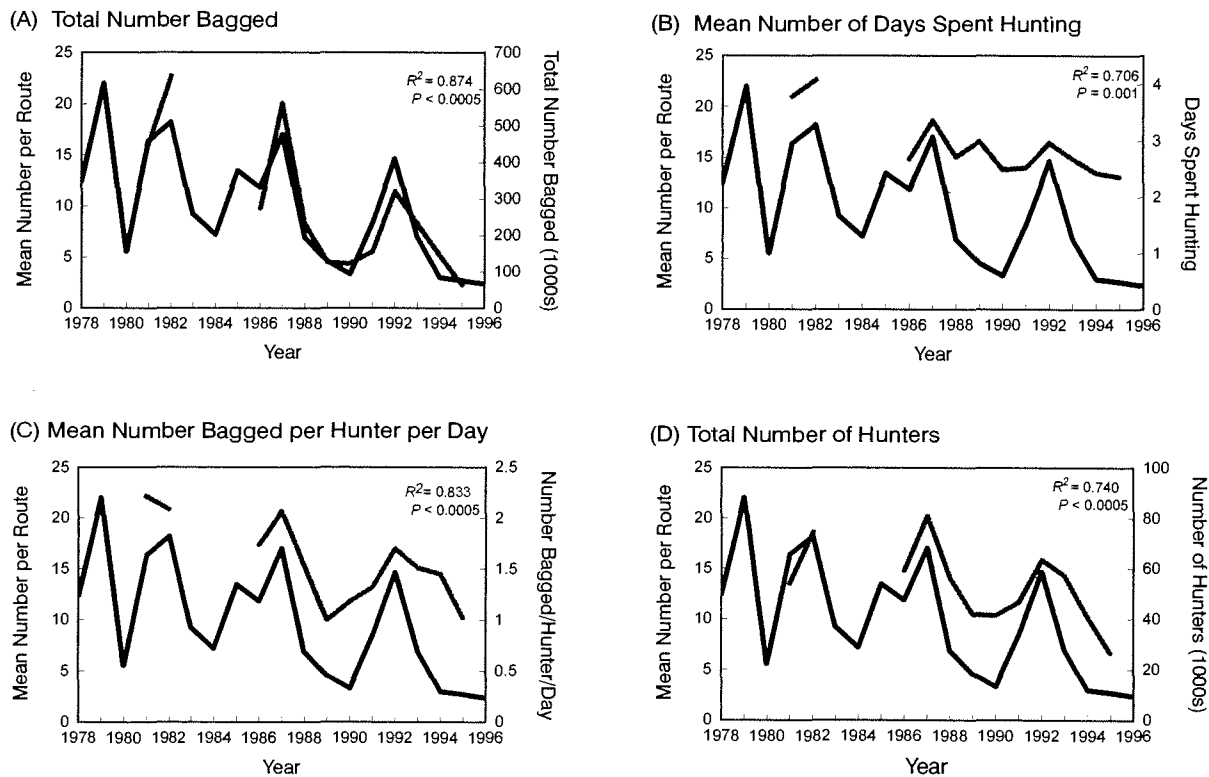 (A) Total Number Bagged
25
20
15
10
5
0
Mean Number per Route
700
600
500
400
300
200
100
0
Total Number Bagged (1000s)
R² = 0.874
P < 0.0005
1978 1980 1982 1984 1986 1988 1990 1992 1994 1996
Year
(B) Mean Number of Days Spent Hunting
25
20
15
10
5
0
Mean Number per Route
4
3
2
1
0
Days Spent Hunting
R² = 0.706
P = 0.001
1978 1980 1982 1984 1986 1988 1990 1992 1994 1996
Year
(C) Mean Number Bagged per Hunter per Day
25
20
15
10
5
0
Mean Number per Route
2.5
2
1.5
1
0.5
0
Number Bagged/Hunter/Day
R² = 0.833
P < 0.0005
1978 1980 1982 1984 1986 1988 1990 1992 1994 1996
Year
(D) Total Number of Hunters
25
20
15
10
5
0
Mean Number per Route
100
80
60
40
20
0
Number of Hunters (1000s)
R² = 0.740
P < 0.0005
1978 1980 1982 1984 1986 1988 1990 1992 1994 1996
Year